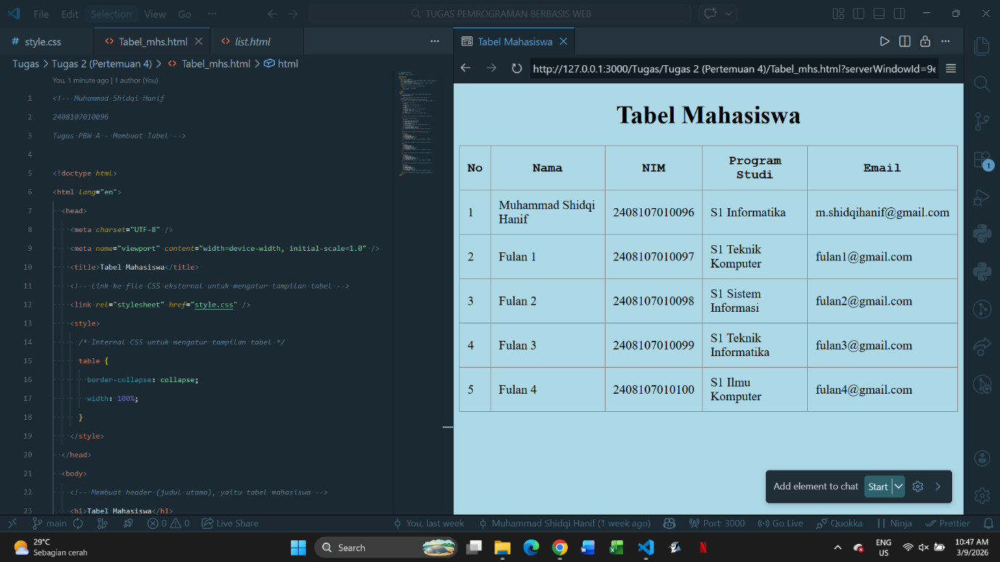 File Edit Selection View Go ···
TUGAS PEMROGRAMAN BERBASIS WEB
# style.css
<> Tabel_mhs.html
<> list.html
Tugas > Tugas 2 (Pertemuan 4) > <> Tabel_mhs.html > html
You, 1 minute ago | 1 author (You)
1 <!-- Muhammad Shidqi Hanif
2 2408107010096
3 Tugas PBW A - Membuat Tabel -->
4
5 <!doctype html>
6 <html lang="en">
7 <head>
8 <meta charset="UTF-8" />
9 <meta name="viewport" content="width=device-width, initial-scale=1.0" />
10 <title>Tabel Mahasiswa</title>
11 <!-- Link ke file CSS eksternal untuk mengatur tampilan tabel -->
12 <link rel="stylesheet" href="style.css" />
13 <style>
14 /* Internal CSS untuk mengatur tampilan tabel */
15 table {
16 border-collapse: collapse;
17 width: 100%;
18 }
19 </style>
20 </head>
21 <body>
22 <!-- Membuat header (judul utama), yaitu tabel mahasiswa -->
23 <h1>Tabel Mahasiswa</h1>
Tabel Mahasiswa
http://127.0.0.1:3000/Tugas/Tugas 2 (Pertemuan 4)/Tabel_mhs.html?serverWindowId=9e
Tabel Mahasiswa
No Nama NIM Program Studi Email
1 Muhammad Shidqi Hanif 2408107010096 S1 Informatika m.shidqihanif@gmail.com
2 Fulan 1 2408107010097 S1 Teknik Komputer fulan1@gmail.com
3 Fulan 2 2408107010098 S1 Sistem Informasi fulan2@gmail.com
4 Fulan 3 2408107010099 S1 Teknik Informatika fulan3@gmail.com
5 Fulan 4 2408107010100 S1 Ilmu Komputer fulan4@gmail.com
Add element to chat Start
1
main 0 0 Live Share You, last week Muhammad Shidqi Hanif (1 week ago) Port: 3000 Go Live Quokka Ninja Prettier
29°C
Sebagian cerah
Search
ENG
US
10:47 AM
3/9/2026